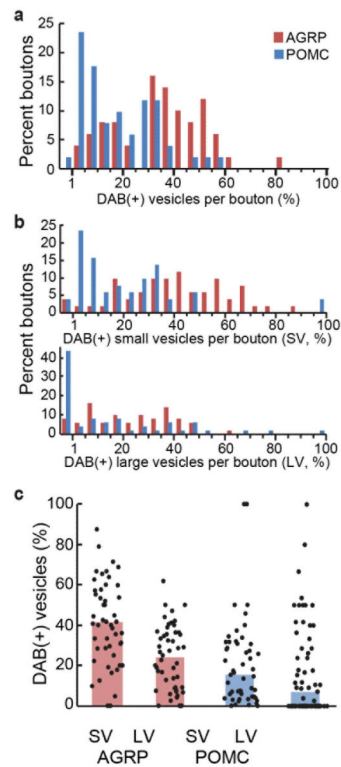 a
25
20
15
10
5
0
Percent boutons
AGRP
POMC
1 20 40 60 80 100
DAB(+) vesicles per bouton (%)
b
25
20
15
10
5
0
Percent boutons
1 20 40 60 80 100
DAB(+) small vesicles per bouton (SV, %)
40
30
20
10
0
1 20 40 60 80 100
DAB(+) large vesicles per bouton (LV, %)
c
100
80
60
40
20
0
DAB(+) vesicles (%)
SV LV SV LV
AGRP POMC